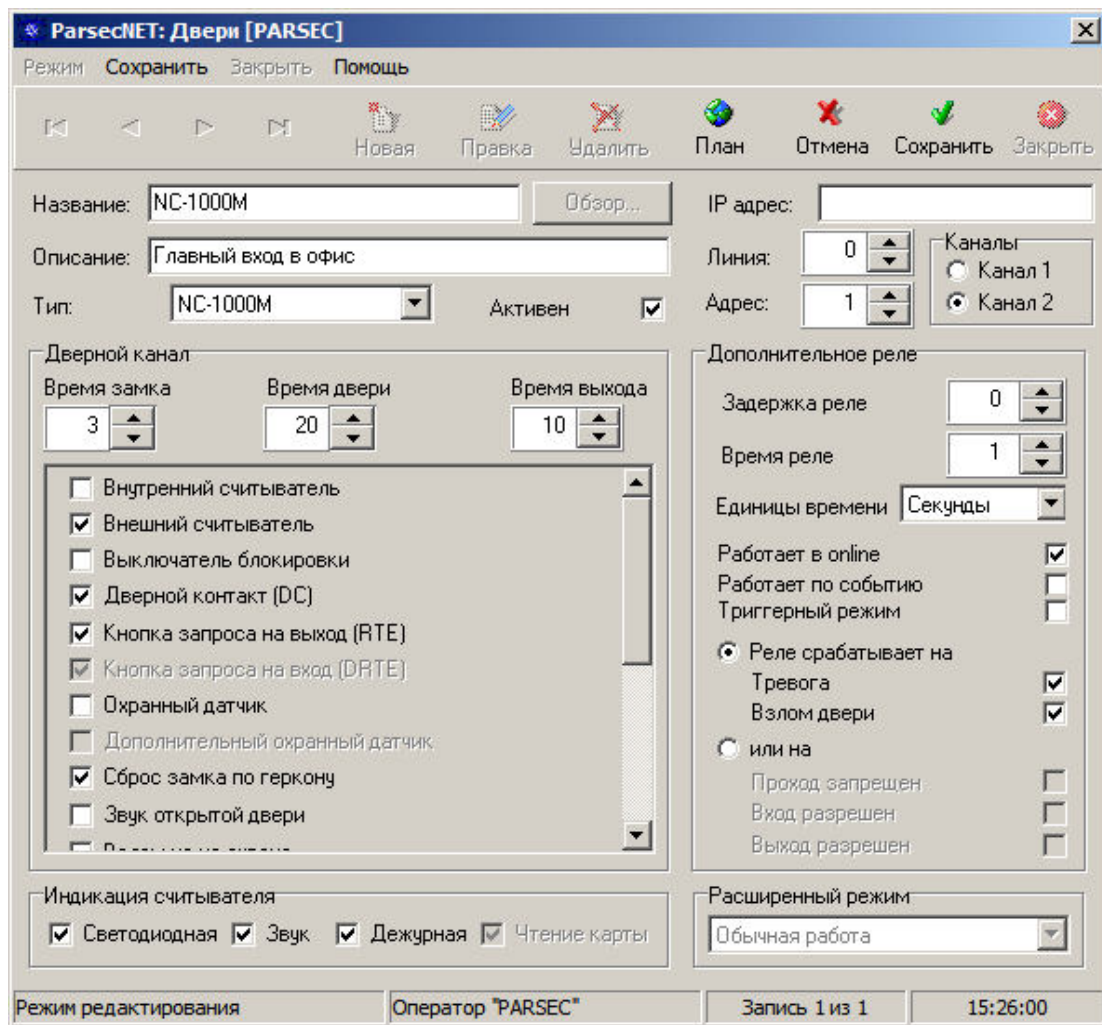 ParsecNET: Двери [PARSEC]
Режим Сохранить Закрыть Помощь
Новая Правка Удалить План Отмена Сохранить Закрыть
Название: NC-1000M Обзор... IP адрес:
Описание: Главный вход в офис Линия: 0 Каналы
Канал 1
Тип: NC-1000M Активен Адрес: 1 Канал 2
Дверной канал
Время замка Время двери Время выхода
3 20 10
Внутренний считыватель
Внешний считыватель
Выключатель блокировки
Дверной контакт (DC)
Кнопка запроса на выход (RTE)
Кнопка запроса на вход (DRTE)
Охранный датчик
Дополнительный охранный датчик
Сброс замка по геркону
Звук открытой двери
Дополнительное реле
Задержка реле 0
Время реле 1
Единицы времени Секунды
Работает в online
Работает по событию
Триггерный режим
Реле срабатывает на
Тревога
Взлом двери
или на
Проход запрещен
Вход разрешен
Выход разрешен
Индикация считывателя
Светодиодная Звук Дежурная Чтение карты
Расширенный режим
Обычная работа
Режим редактирования Оператор "PARSEC" Запись 1 из 1 15:26:00